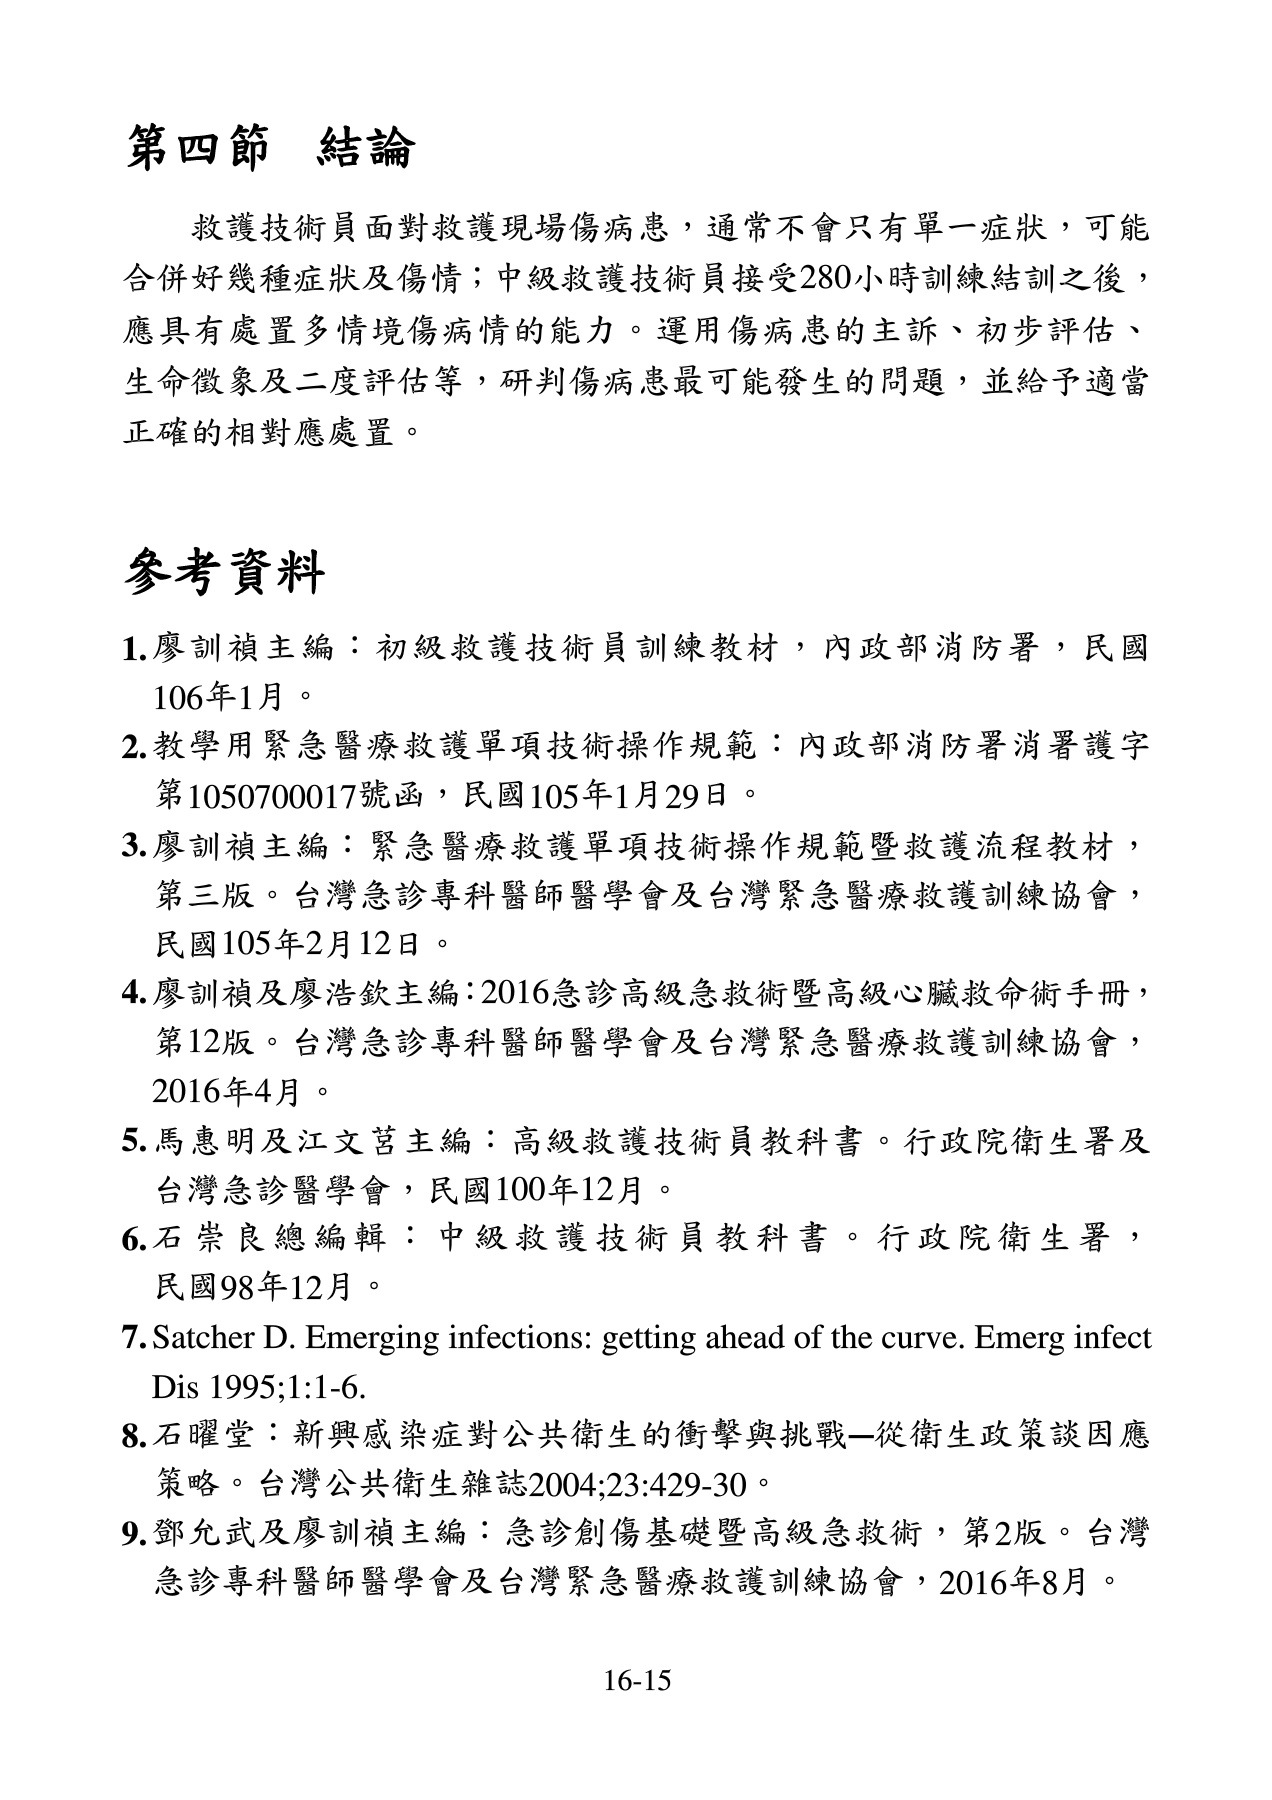 第四節　結論
救護技術員面對救護現場傷病患，通常不會只有單一症狀，可能
合併好幾種症狀及傷情；中級救護技術員接受280小時訓練結訓之後，
應具有處置多情境傷病情的能力。運用傷病患的主訴、初步評估、
生命徵象及二度評估等，研判傷病患最可能發生的問題，並給予適當
正確的相對應處置。
參考資料
1.廖訓禎主編：初級救護技術員訓練教材，內政部消防署，民國
106年1月。
2.教學用緊急醫療救護單項技術操作規範：內政部消防署消署護字
第1050700017號函，民國105年1月29日。
3.廖訓禎主編：緊急醫療救護單項技術操作規範暨救護流程教材，
第三版。台灣急診專科醫師醫學會及台灣緊急醫療救護訓練協會，
民國105年2月12日。
4.廖訓禎及廖浩欽主編：2016急診高級急救術暨高級心臟救命術手冊，
第12版。台灣急診專科醫師醫學會及台灣緊急醫療救護訓練協會，
2016年4月。
5.馬惠明及江文莒主編：高級救護技術員教科書。行政院衛生署及
台灣急診醫學會，民國100年12月。
6.石崇良總編輯：中級救護技術員教科書。行政院衛生署，
民國98年12月。
7.Satcher D. Emerging infections: getting ahead of the curve. Emerg infect
Dis 1995;1:1-6.
8.石曜堂：新興感染症對公共衛生的衝擊與挑戰─從衛生政策談因應
策略。台灣公共衛生雜誌2004;23:429-30。
9.鄧允武及廖訓禎主編：急診創傷基礎暨高級急救術，第2版。台灣
急診專科醫師醫學會及台灣緊急醫療救護訓練協會，2016年8月。
16-15